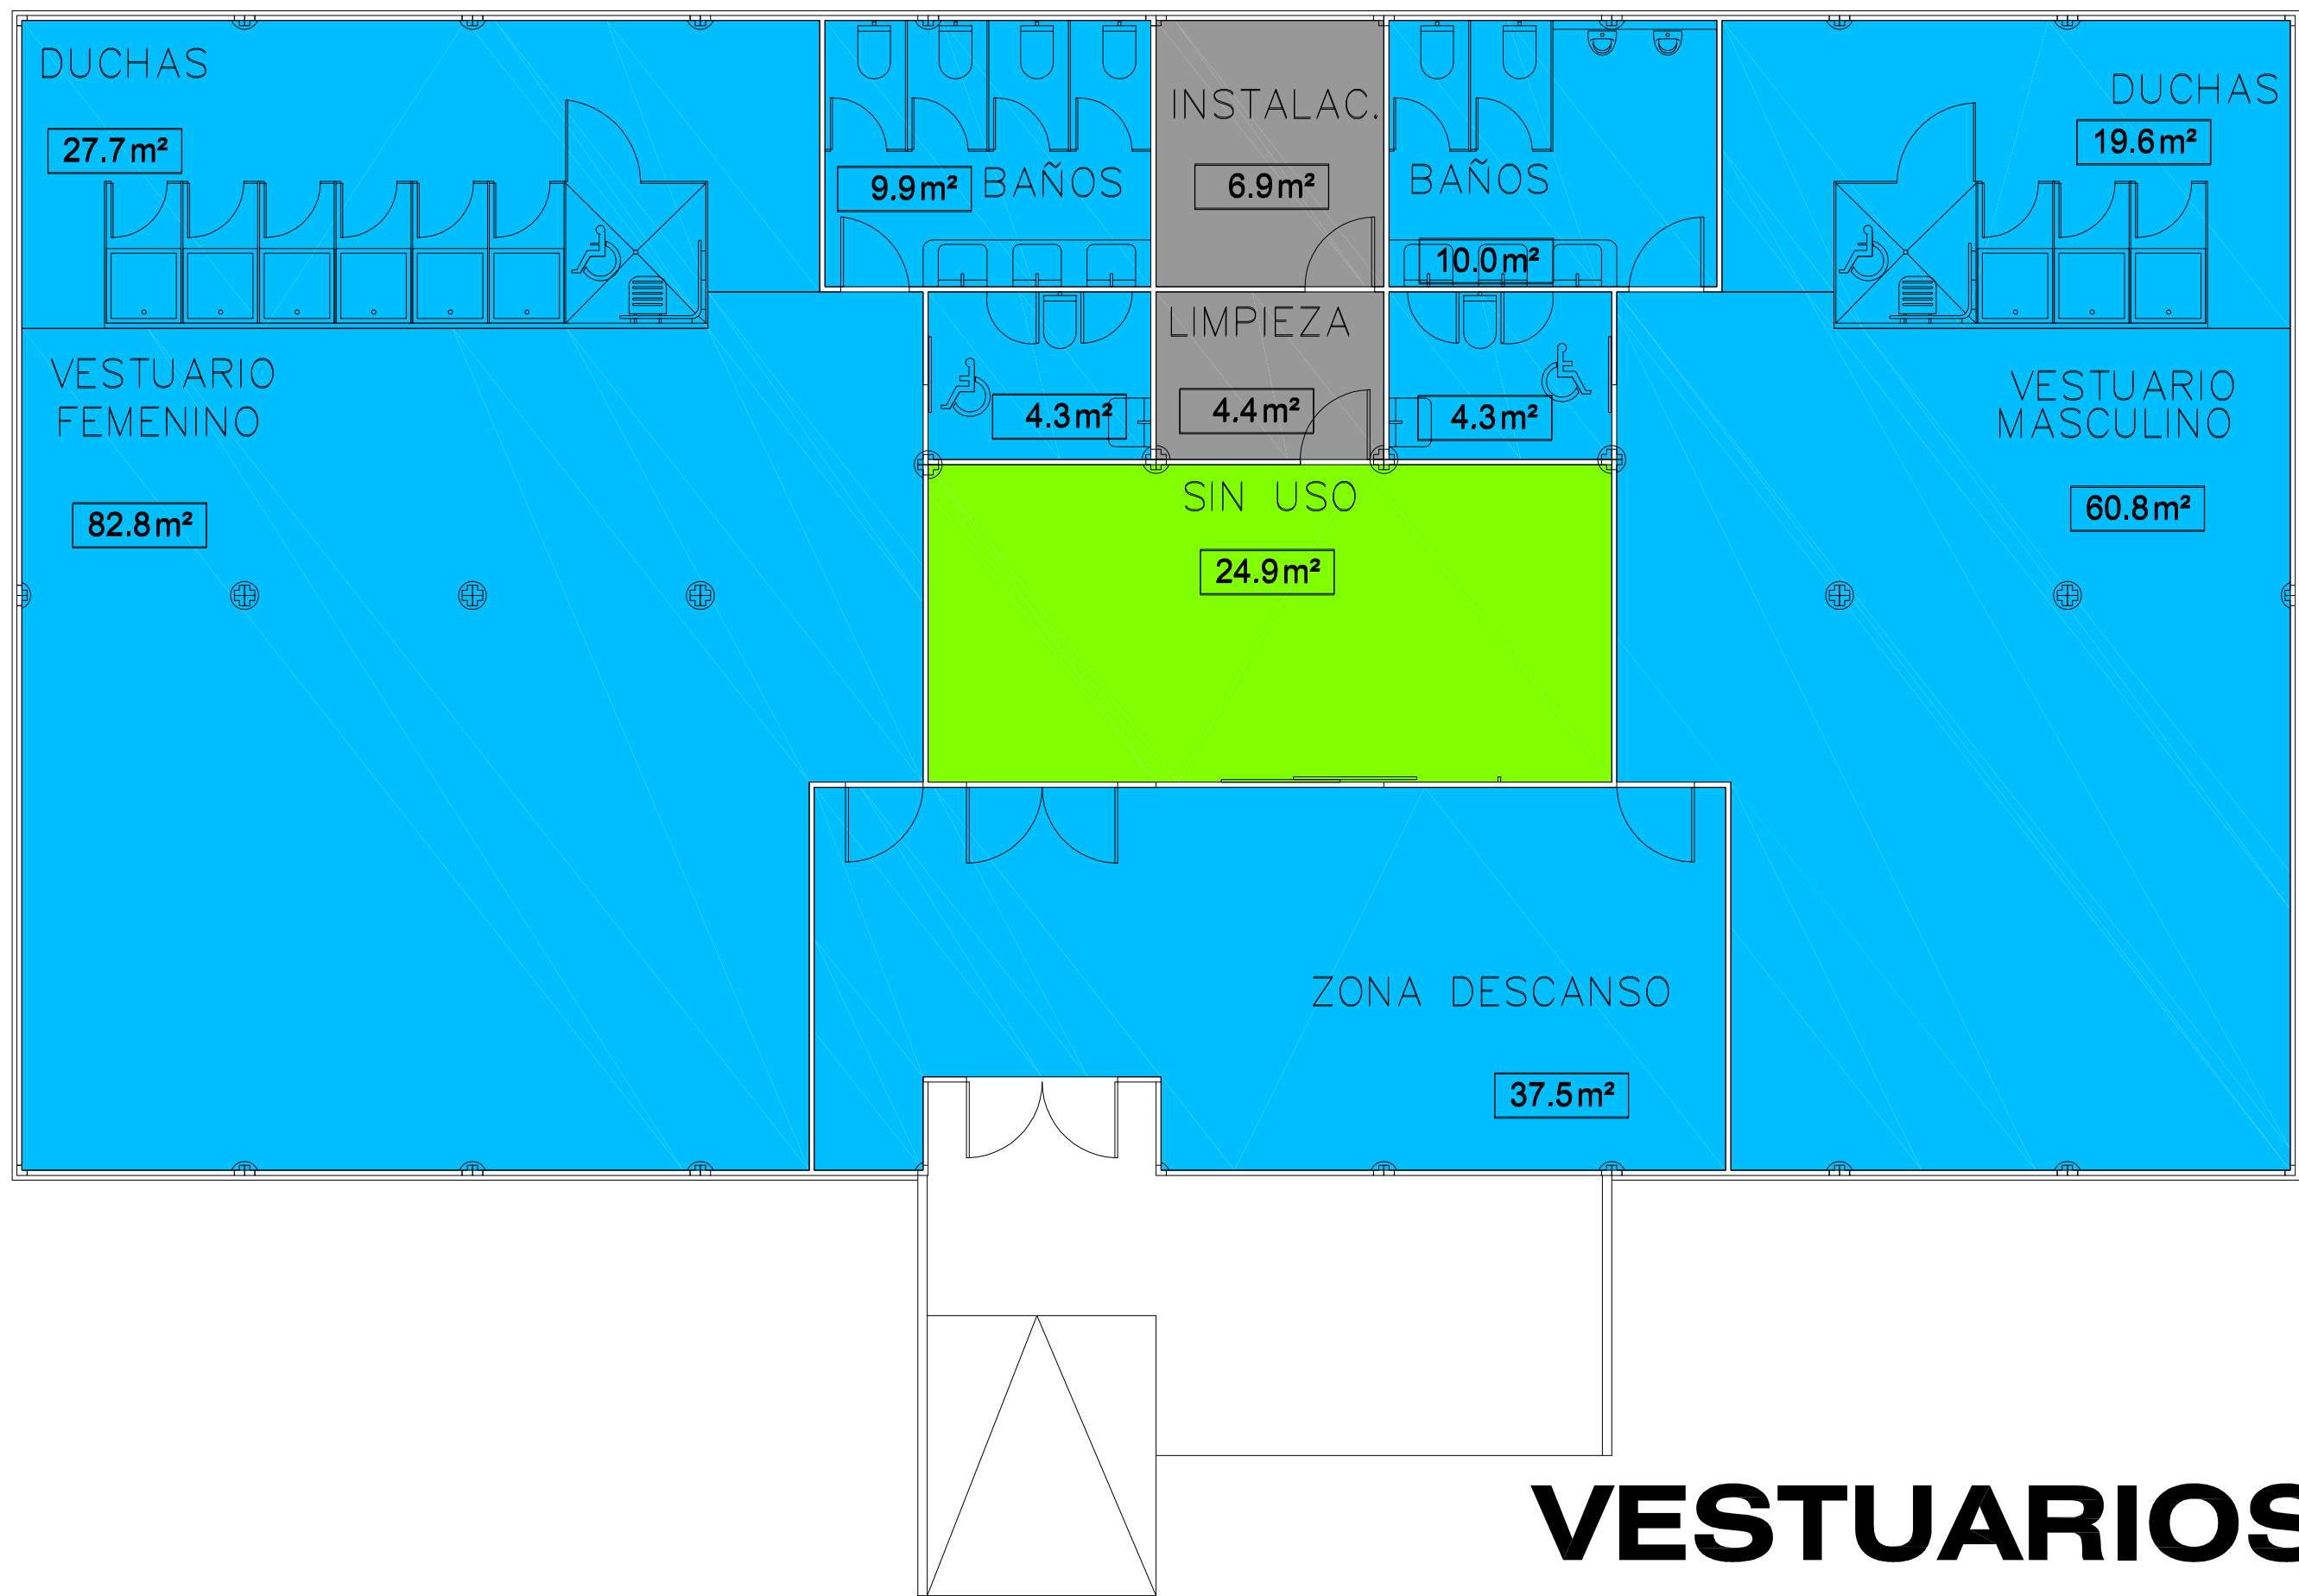 DUCHAS
27.7m²
9.9m²
BAÑOS
INSTALAC.
6.9m²
BAÑOS
10.0m²
DUCHAS
19.6m²
VESTUARIO
FEMENINO
82.8m²
4.3m²
LIMPIEZA
4.4m²
4.3m²
VESTUARIO
MASCULINO
60.8m²
SIN USO
24.9m²
ZONA DESCANSO
37.5m²
VESTUARIOS